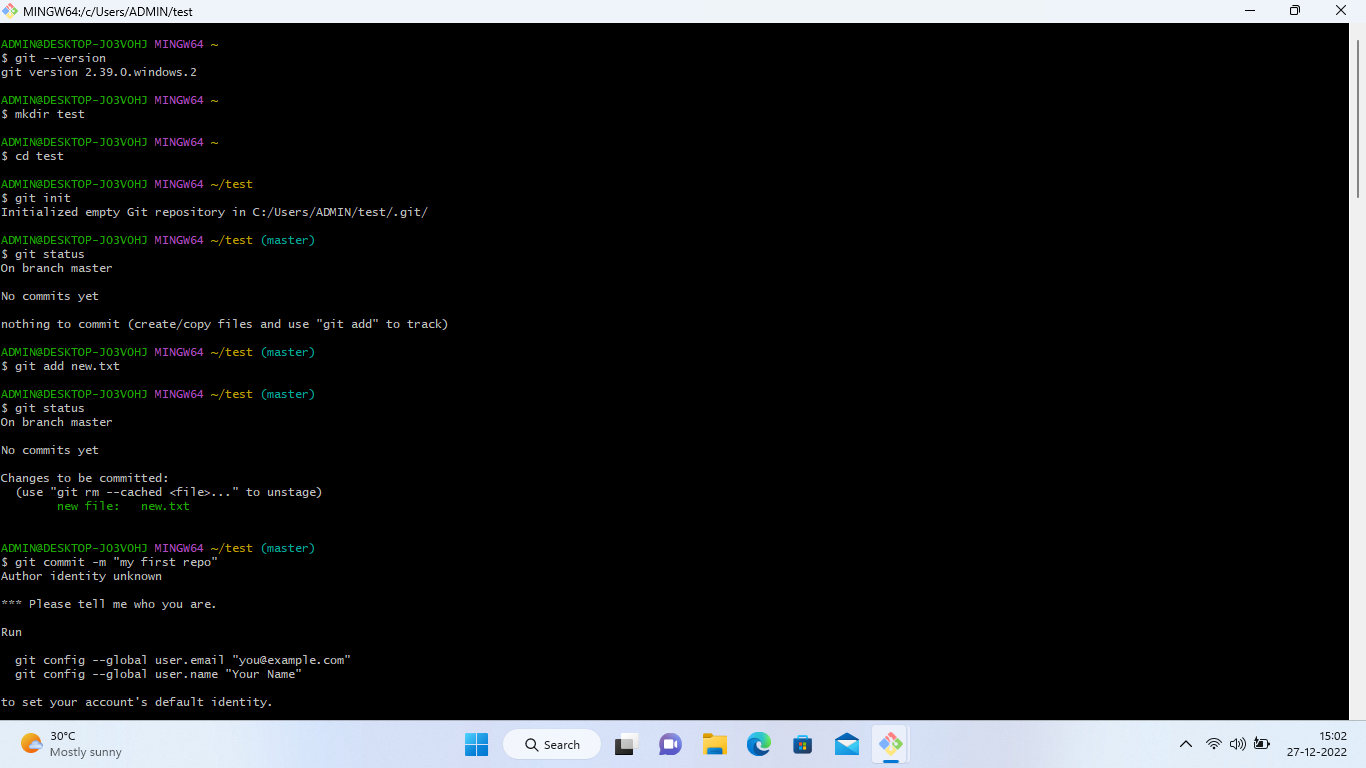 MINGW64:/c/Users/ADMIN/test
ADMIN@DESKTOP-JO3VOHJ MINGW64 ~
$ git --version
git version 2.39.0.windows.2
ADMIN@DESKTOP-JO3VOHJ MINGW64 ~
$ mkdir test
ADMIN@DESKTOP-JO3VOHJ MINGW64 ~
$ cd test
ADMIN@DESKTOP-JO3VOHJ MINGW64 ~/test
$ git init
Initialized empty Git repository in C:/Users/ADMIN/test/.git/
ADMIN@DESKTOP-JO3VOHJ MINGW64 ~/test (master)
$ git status
On branch master
No commits yet
nothing to commit (create/copy files and use "git add" to track)
ADMIN@DESKTOP-JO3VOHJ MINGW64 ~/test (master)
$ git add new.txt
ADMIN@DESKTOP-JO3VOHJ MINGW64 ~/test (master)
$ git status
On branch master
No commits yet
Changes to be committed:
  (use "git rm --cached <file>..." to unstage)
        new file:   new.txt
ADMIN@DESKTOP-JO3VOHJ MINGW64 ~/test (master)
$ git commit -m "my first repo"
Author identity unknown
*** Please tell me who you are.
Run
  git config --global user.email "you@example.com"
  git config --global user.name "Your Name"
to set your account's default identity.
30°C
Mostly sunny
Search
15:02
27-12-2022